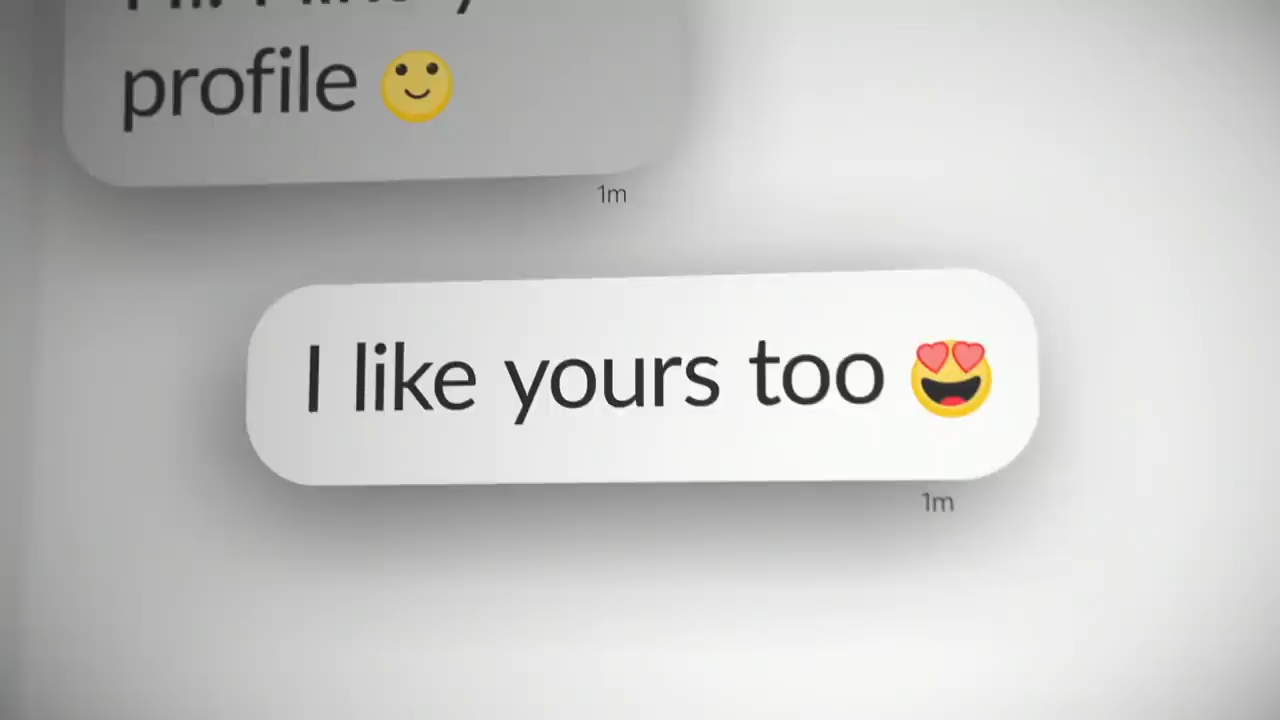 profile 🙂
1m
I like yours too 😍
1m